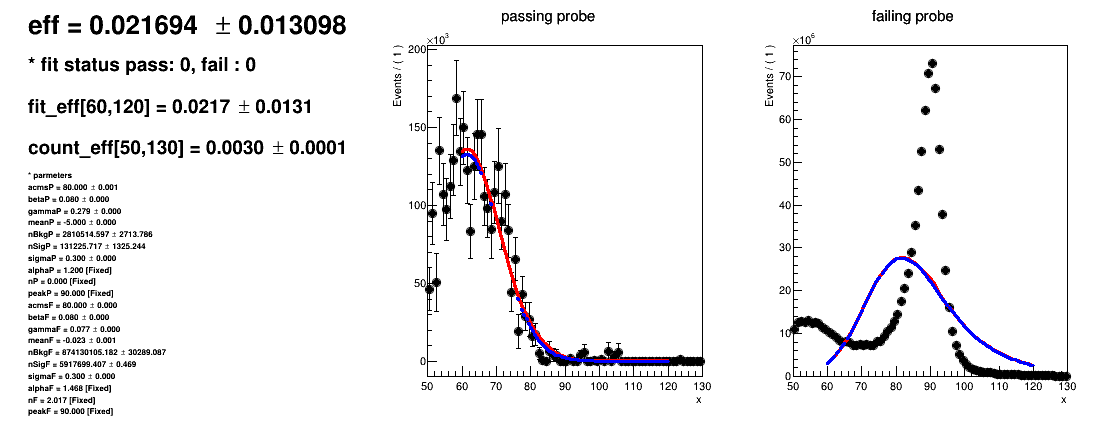 eff = 0.021694 ± 0.013098
* fit status pass: 0, fail : 0
fit_eff[60,120] = 0.0217 ± 0.0131
count_eff[50,130] = 0.0030 ± 0.0001
* parmeters
acmsP = 80.000 ± 0.001
betaP = 0.080 ± 0.000
gammaP = 0.279 ± 0.000
meanP = -5.000 ± 0.000
nBkgP = 2810514.597 ± 2713.786
nSigP = 131225.717 ± 1325.244
sigmaP = 0.300 ± 0.000
alphaP = 1.200 [Fixed]
nP = 0.000 [Fixed]
peakP = 90.000 [Fixed]
acmsF = 80.000 ± 0.000
betaF = 0.080 ± 0.000
gammaF = 0.077 ± 0.000
meanF = -0.023 ± 0.001
nBkgF = 874130105.182 ± 30289.087
nSigF = 5917699.407 ± 0.469
sigmaF = 0.300 ± 0.000
alphaF = 1.468 [Fixed]
nF = 2.017 [Fixed]
peakF = 90.000 [Fixed]
passing probe
×10³
Events / ( 1 )
200
150
100
50
0
50 60 70 80 90 100 110 120 130
x
failing probe
×10⁶
Events / ( 1 )
70
60
50
40
30
20
10
0
50 60 70 80 90 100 110 120 130
x